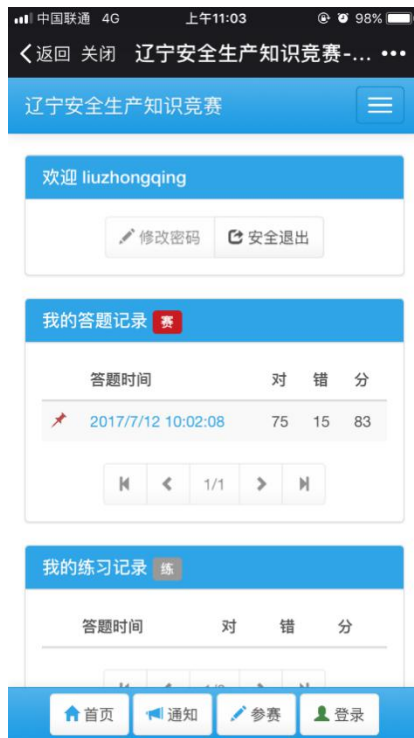 中国联通 4G 上午11:03 98%
返回 关闭 辽宁安全生产知识竞赛-...
辽宁安全生产知识竞赛
欢迎 liuzhongqing
修改密码 安全退出
我的答题记录 赛
答题时间 对 错 分
2017/7/12 10:02:08 75 15 83
1/1
我的练习记录 练
答题时间 对 错 分
首页 通知 参赛 登录